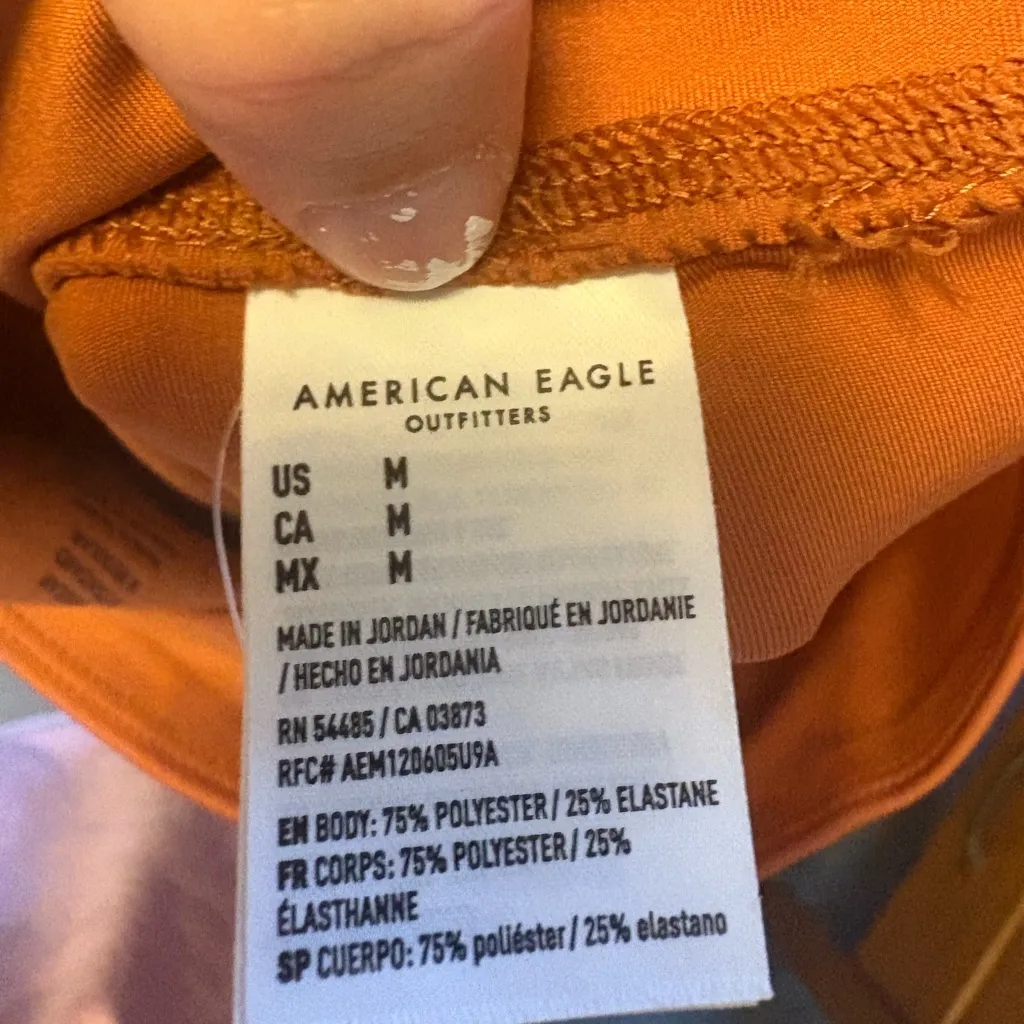 AMERICAN EAGLE
OUTFITTERS
US M
CA M
MX M
MADE IN JORDAN / FABRIQUÉ EN JORDANIE
/ HECHO EN JORDANIA
RN 54485 / CA 03873
RFC# AEM120605U9A
EN BODY: 75% POLYESTER / 25% ELASTANE
FR CORPS: 75% POLYESTER / 25%
ÉLASTHANNE
SP CUERPO: 75% poliéster / 25% elastano